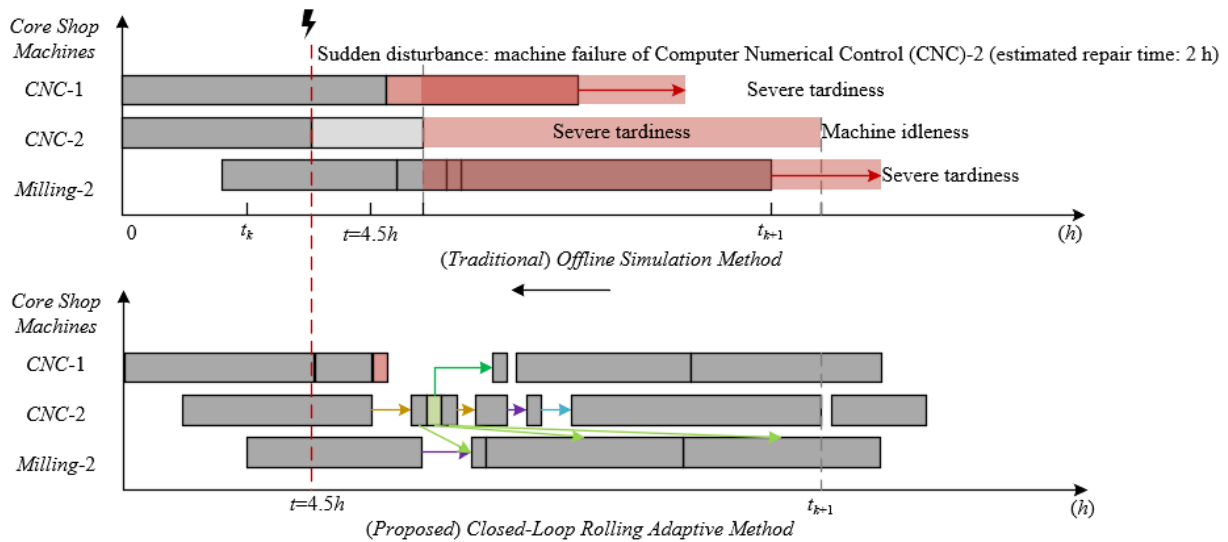 Core Shop
Machines
Sudden disturbance: machine failure of Computer Numerical Control (CNC)-2 (estimated repair time: 2 h)
CNC-1
Severe tardiness
CNC-2
Severe tardiness
Machine idleness
Milling-2
Severe tardiness
0
tk
t=4.5h
tk+1
(h)
(Traditional) Offline Simulation Method
Core Shop
Machines
CNC-1
CNC-2
Milling-2
t=4.5h
tk+1
(h)
(Proposed) Closed-Loop Rolling Adaptive Method